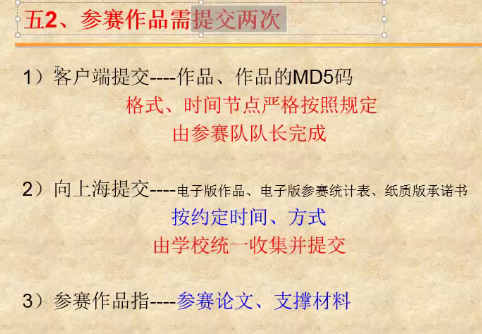 五2、参赛作品需提交两次
1）客户端提交----作品、作品的MD5码
格式、时间节点严格按照规定
由参赛队队长完成
2）向上海提交----电子版作品、电子版参赛统计表、纸质版承诺书
按约定时间、方式
由学校统一收集并提交
3）参赛作品指----参赛论文、支撑材料